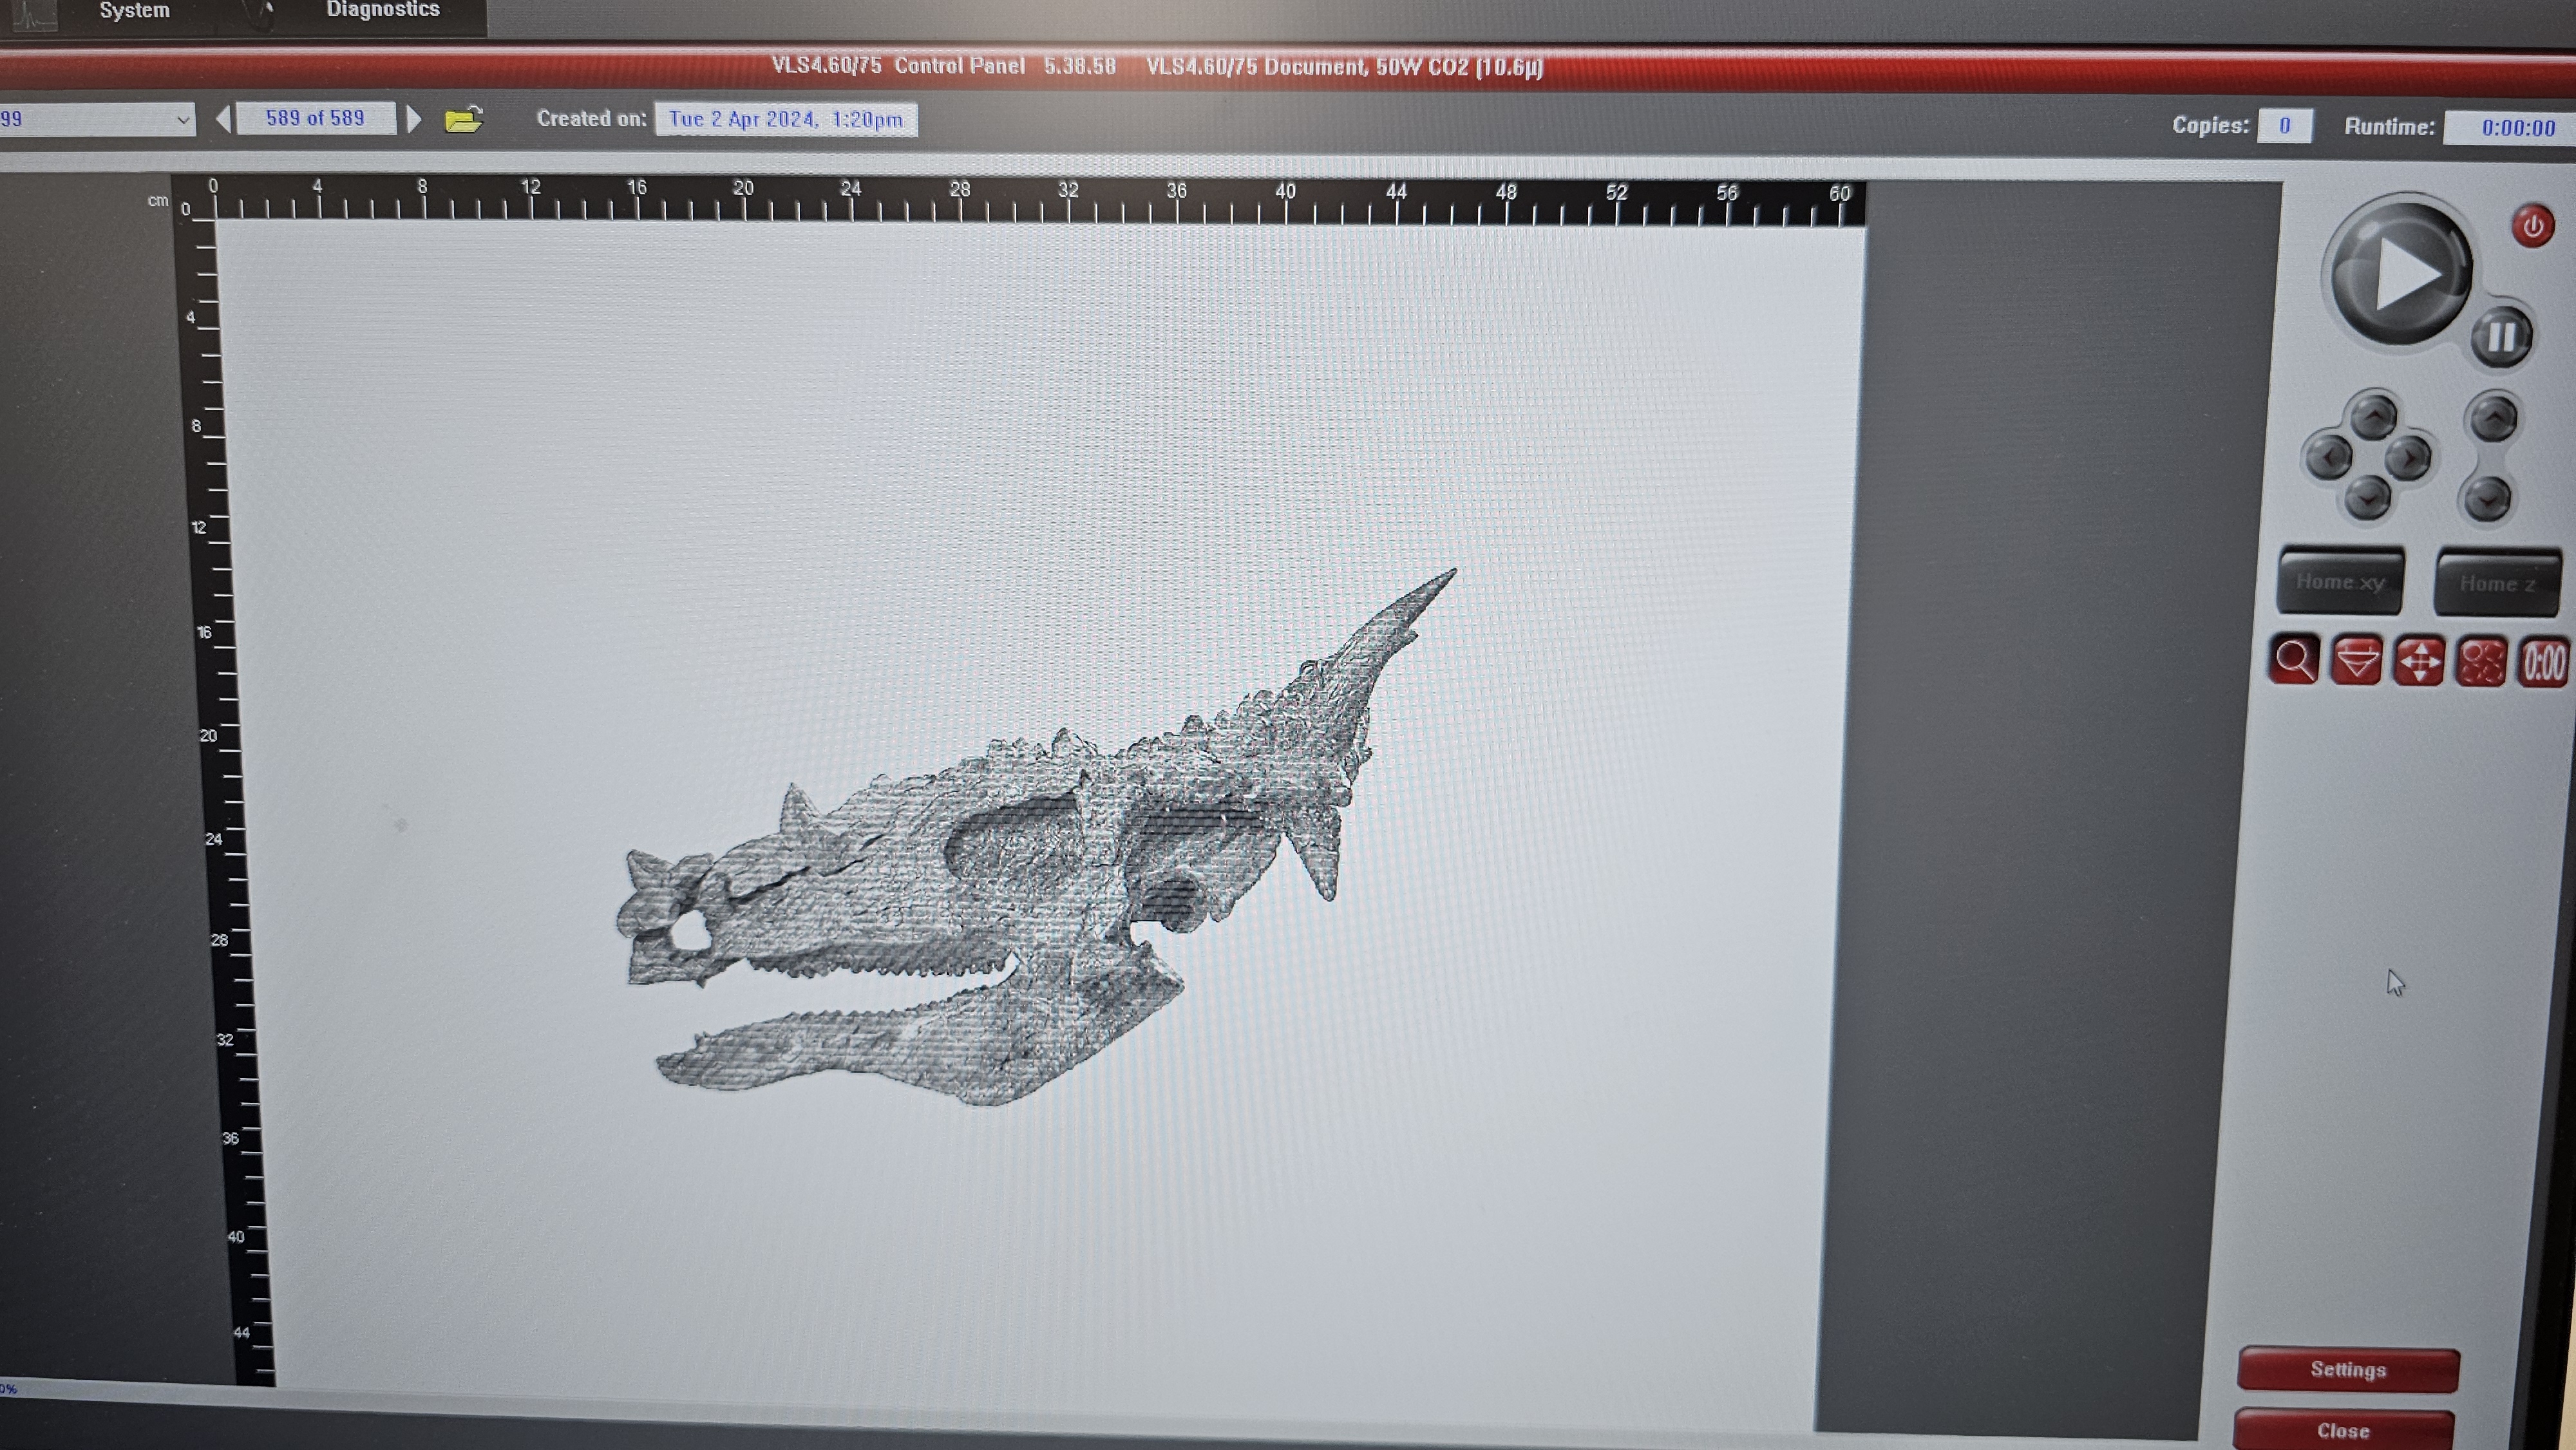 System Diagnostics
VLS4.60/75 Control Panel 5.38.58 VLS4.60/75 Document, 50W CO2 (10.6µ)
99 589 of 589 Created on: Tue 2 Apr 2024, 1:20pm Copies: 0 Runtime: 0:00:00
cm 0 4 8 12 16 20 24 28 32 36 40 44 48 52 56 60
0
4
8
12
16
20
24
28
32
36
40
44
Home xy Home z
0:00
Settings
Close
0%